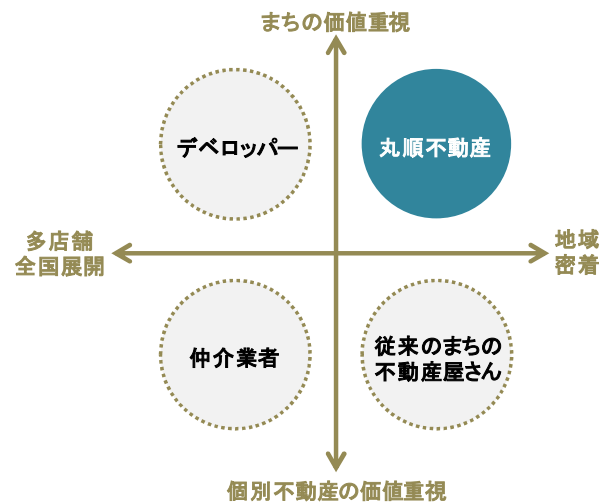 まちの価値重視
デベロッパー
丸順不動産
多店舗
全国展開
地域
密着
仲介業者
従来のまちの
不動産屋さん
個別不動産の価値重視